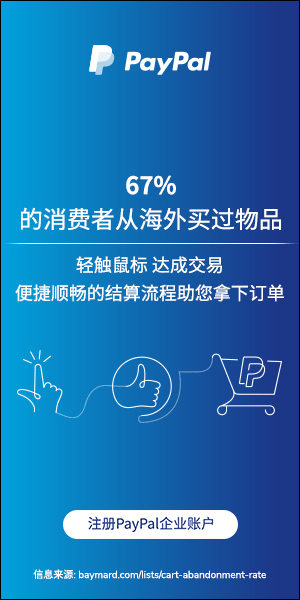 PayPal
67%
的消费者从海外买过物品
轻触鼠标 达成交易
便捷顺畅的结算流程助您拿下订单
注册PayPal企业账户
信息来源: baymard.com/lists/cart-abandonment-rate